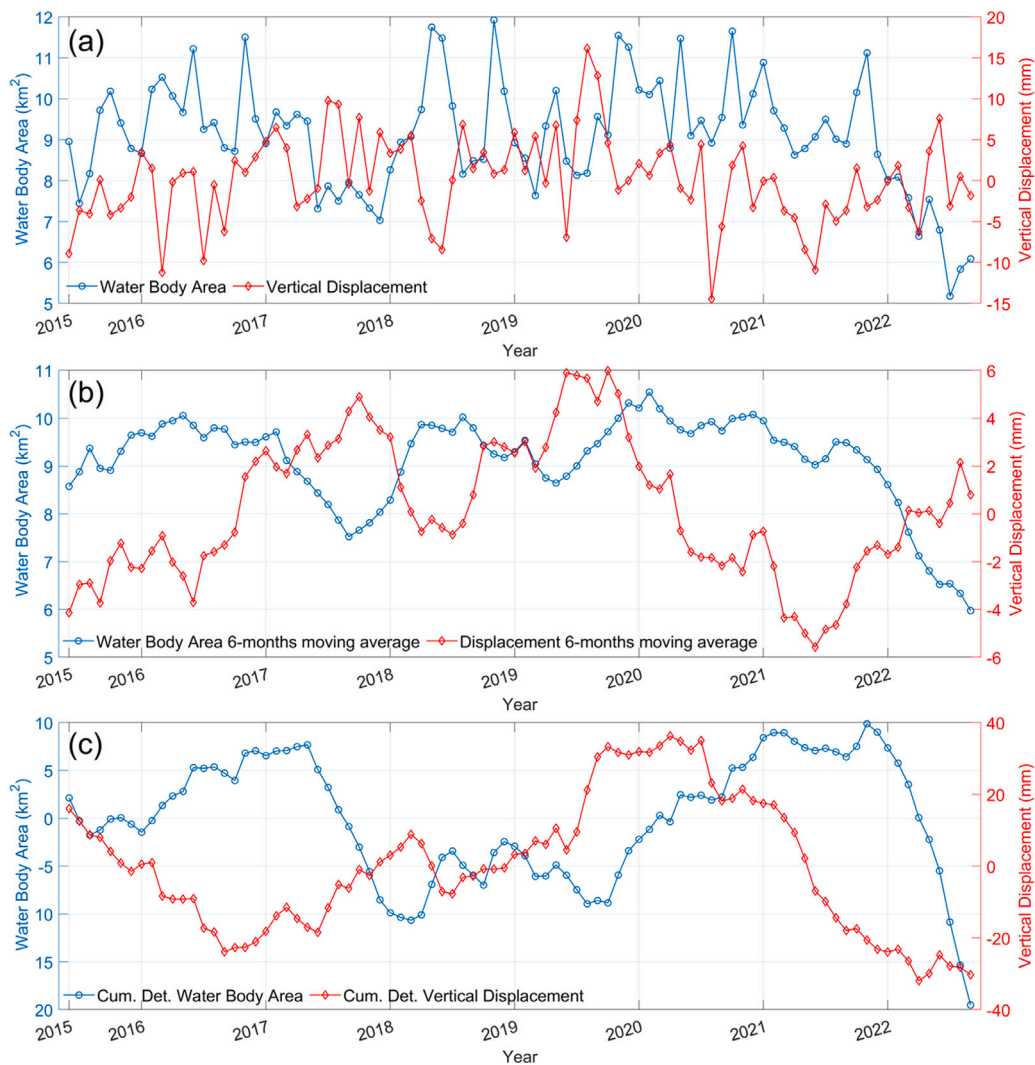 (a)
Water Body Area (km²)
12
11
10
9
8
7
6
5
20
15
10
5
0
-5
-10
-15
Vertical Displacement (mm)
Water Body Area Vertical Displacement
2015 2016 2017 2018 2019 2020 2021 2022
Year
(b)
Water Body Area (km²)
11
10
9
8
7
6
5
6
4
2
0
-2
-4
-6
Vertical Displacement (mm)
Water Body Area 6-months moving average Displacement 6-months moving average
2015 2016 2017 2018 2019 2020 2021 2022
Year
(c)
Water Body Area (km²)
10
5
0
-5
10
15
20
40
20
0
-20
-40
Vertical Displacement (mm)
Cum. Det. Water Body Area Cum. Det. Vertical Displacement
2015 2016 2017 2018 2019 2020 2021 2022
Year